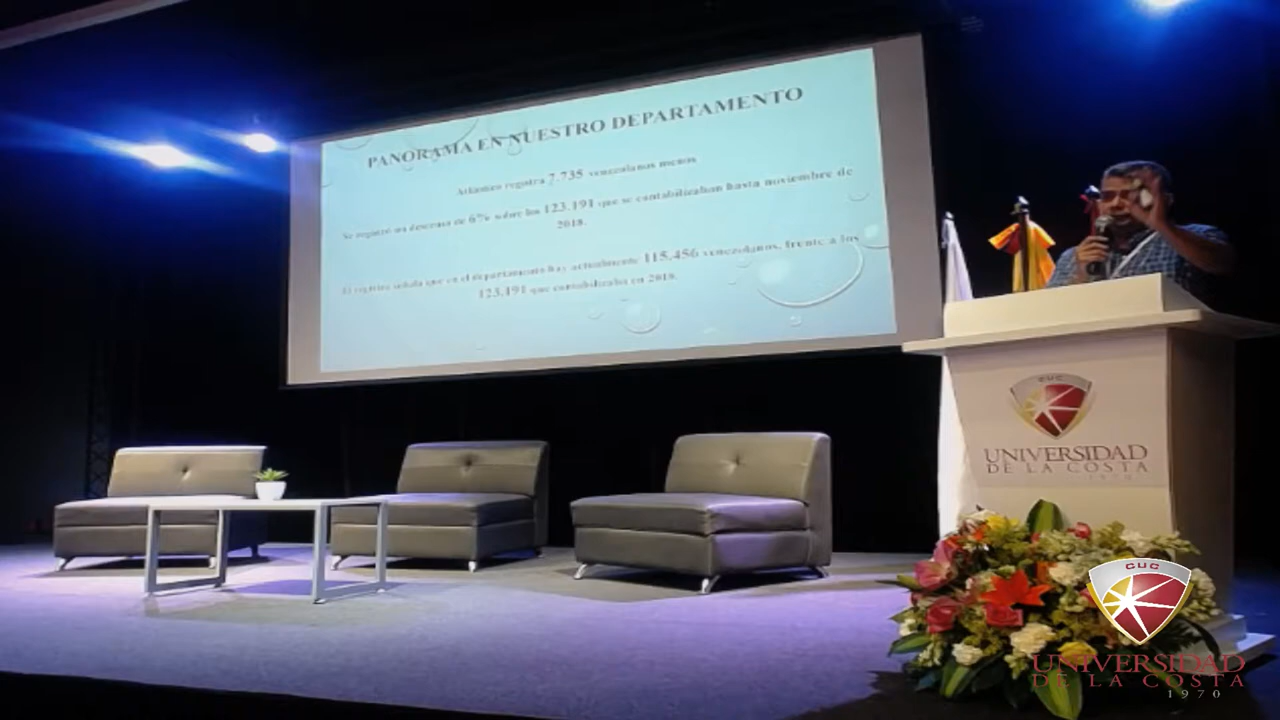 PANORAMA EN NUESTRO DEPARTAMENTO
Atlántico registra 7.735 venezolanos menos
Se registró un descenso de 6% sobre los 123.191 que se contabilizaban hasta noviembre de
2018.
El registro señala que en el departamento hay actualmente 115.456 venezolanos, frente a los
123.191 que contabilizaba en 2018.
CUC
UNIVERSIDAD
DE LA COSTA
1970
CUC
UNIVERSIDAD
DE LA COSTA
1970